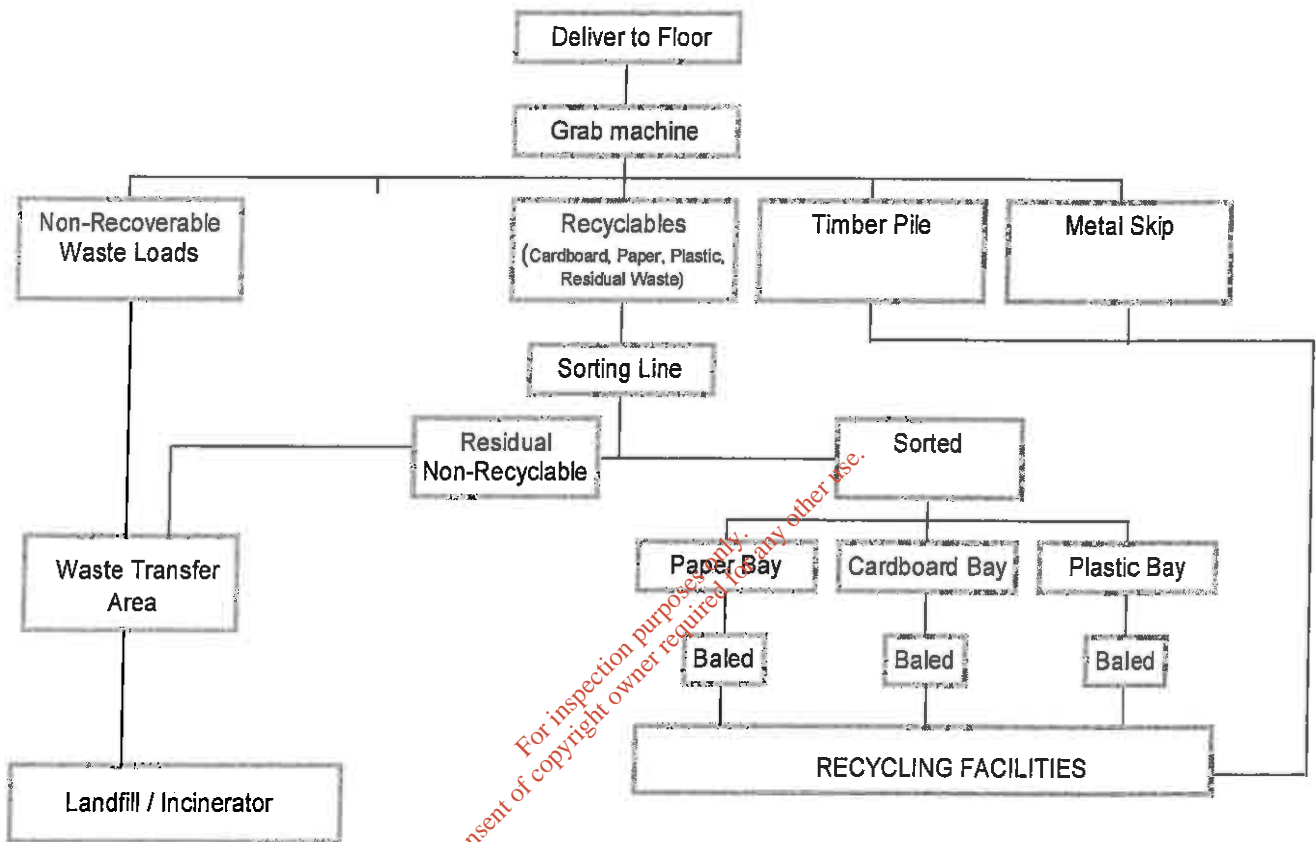 Deliver to Floor
Grab machine
Non-Recoverable
Waste Loads
Recyclables
(Cardboard, Paper, Plastic,
Residual Waste)
Timber Pile
Metal Skip
Sorting Line
Residual
Non-Recyclable
Sorted
Waste Transfer
Area
Paper Bay
Cardboard Bay
Plastic Bay
Baled
Baled
Baled
RECYCLING FACILITIES
Landfill / Incinerator
For inspection purposes only.
of copyright owner required for any other use.